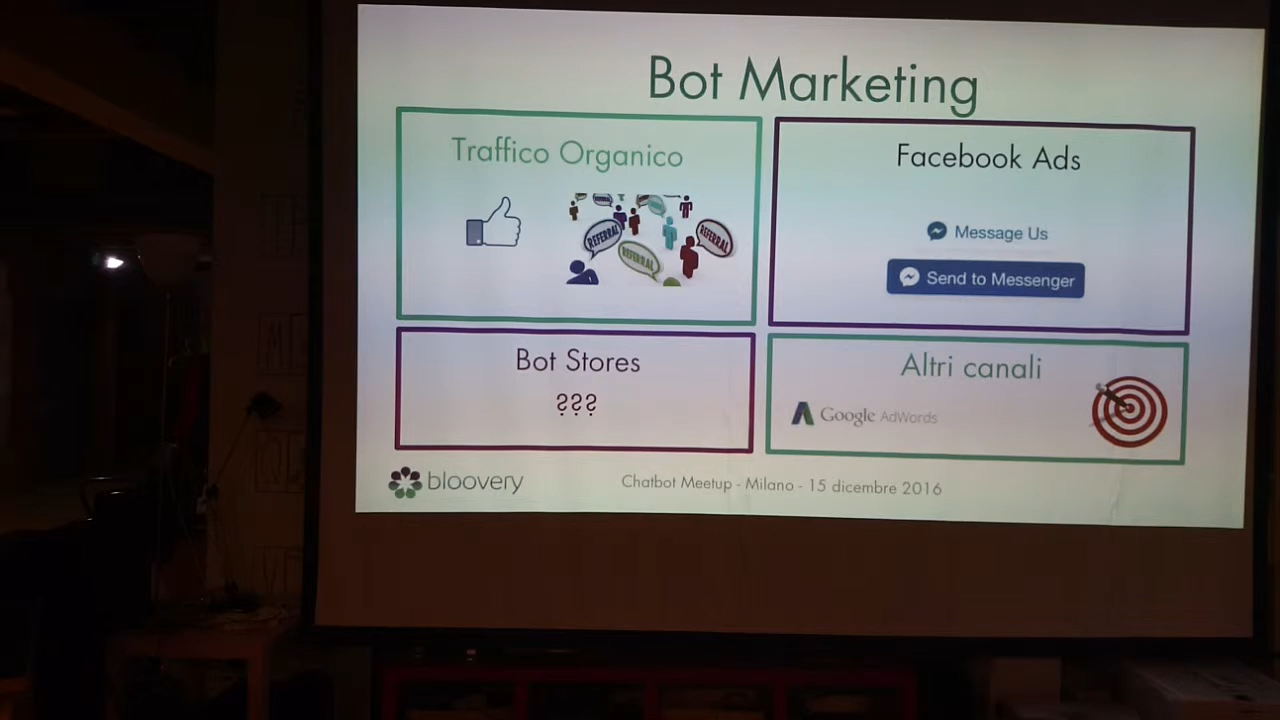 Bot Marketing
Traffico Organico
REFERRAL
REFERRAL
REFERRAL
Facebook Ads
Message Us
Send to Messenger
Bot Stores
???
Altri canali
Google AdWords
bloovery
Chatbot Meetup - Milano - 15 dicembre 2016